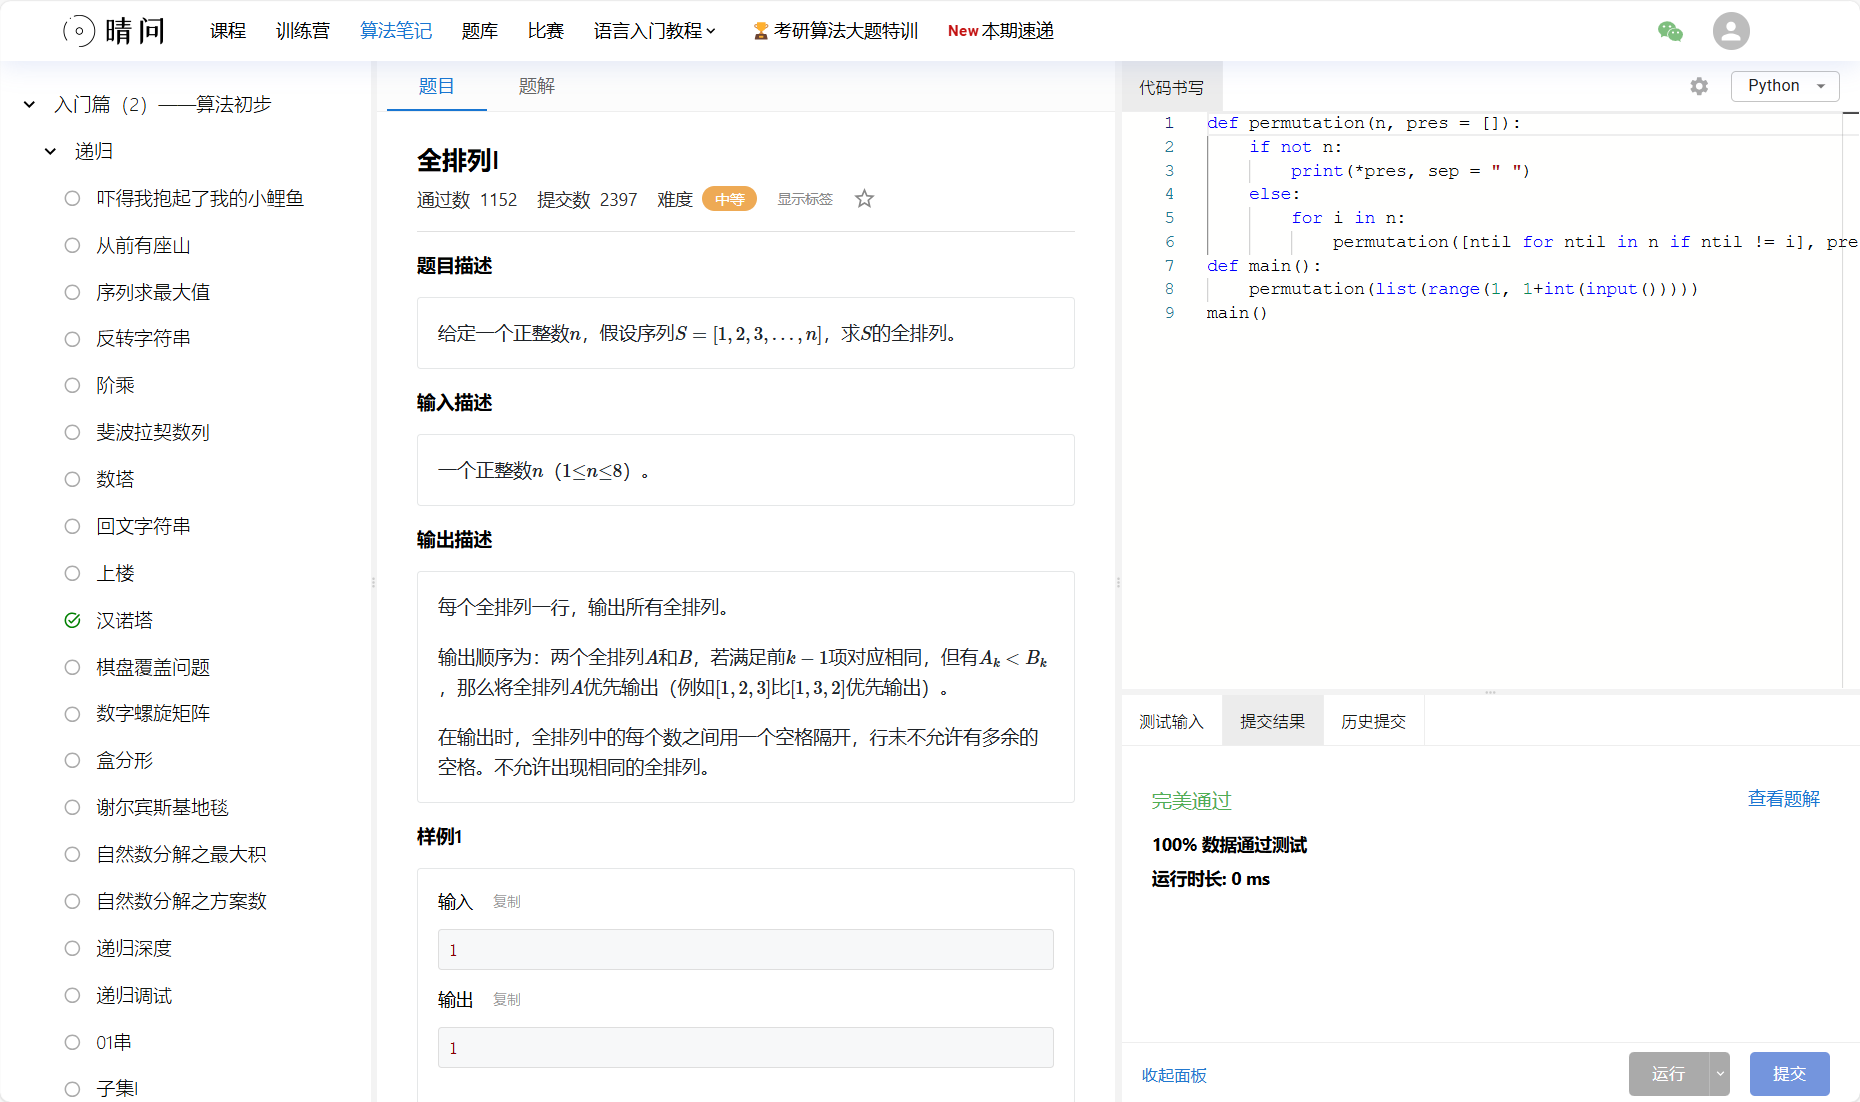 晴问
课程 训练营 算法笔记 题库 比赛 语言入门教程 考研算法大题特训 New 本期速递
入门篇（2）——算法初步
递归
吓得我抱起了我的小鲤鱼
从前有座山
序列求最大值
反转字符串
阶乘
斐波拉契数列
数塔
回文字符串
上楼
汉诺塔
棋盘覆盖问题
数字螺旋矩阵
盒分形
谢尔宾斯基地毯
自然数分解之最大积
自然数分解之方案数
递归深度
递归调试
01串
子集I
题目 题解
全排列I
通过数 1152 提交数 2397 难度 中等 显示标签
题目描述
给定一个正整数n，假设序列S = [1, 2, 3, . . . , n]，求S的全排列。
输入描述
一个正整数n（1≤n≤8）。
输出描述
每个全排列一行，输出所有全排列。
输出顺序为：两个全排列A和B，若满足前k − 1项对应相同，但有Aₖ < Bₖ
，那么将全排列A优先输出（例如[1, 2, 3]比[1, 3, 2]优先输出）。
在输出时，全排列中的每个数之间用一个空格隔开，行末不允许有多余的
空格。不允许出现相同的全排列。
样例1
输入 复制
1
输出 复制
1
代码书写 Python
1 def permutation(n, pres = []):
2     if not n:
3         print(*pres, sep = " ")
4     else:
5         for i in n:
6             permutation([ntil for ntil in n if ntil != i], pre
7 def main():
8     permutation(list(range(1, 1+int(input()))))
9 main()
测试输入 提交结果 历史提交
完美通过 查看题解
100% 数据通过测试
运行时长: 0 ms
收起面板 运行 提交